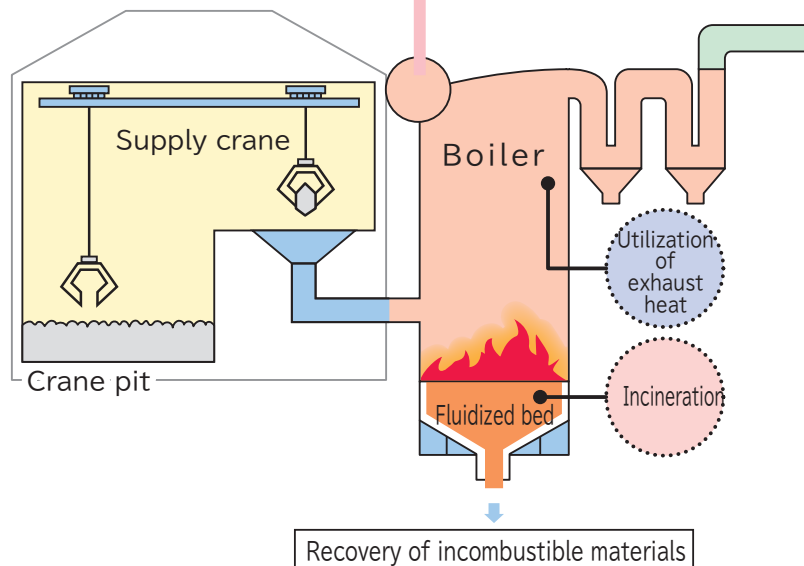 Supply crane
Boiler
Utilization
of
exhaust
heat
Crane pit
Fluidized bed
Incineration
Recovery of incombustible materials